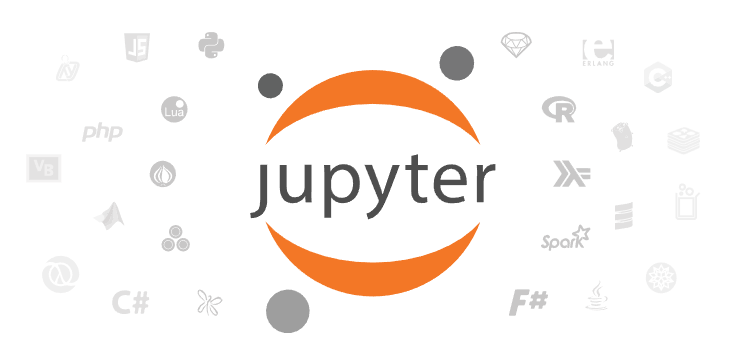 JS
ERLANG
C++
Lua
R
php
VB
jupyter
Spark
C#
F#